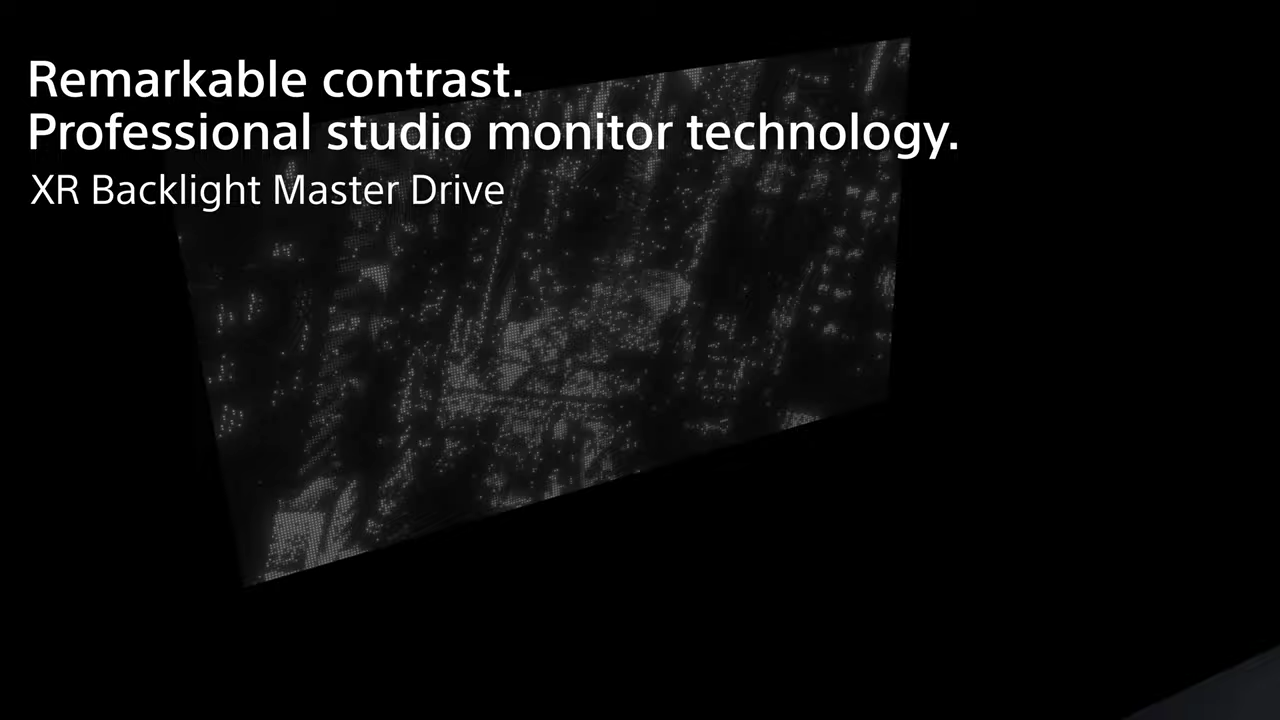 Remarkable contrast.
Professional studio monitor technology.
XR Backlight Master Drive